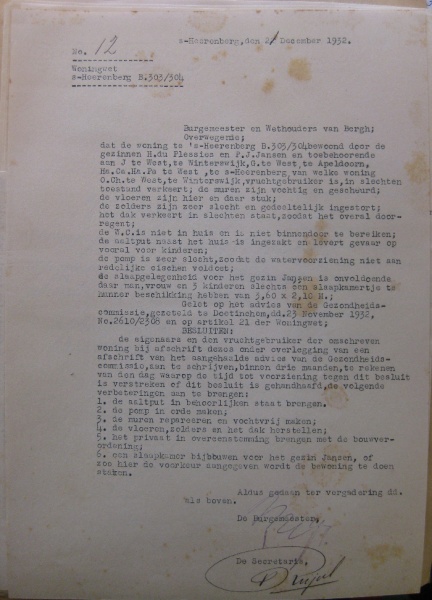 s-Heerenberg, den 21 December 1932.
No. 12
Woningwet
s-Heerenberg B.303/304
Burgemeester en Wethouders van Bergh;
Overwegende;
dat de woning te 's-Heerenberg B.303/304 bewoond door de
gezinnen H.du Plessios en P.J.Jansen en toebehoorende
aan J te West, te Winterswijk, G.te West, te Apeldoorn,
Ha.Ca.Ha.Pa te West ,te s-Heerenberg, van welke woning
O.Ch.te West, te Winterswijk, vruchtgebruiker is, in slechten
toestand verkeert; de muren zijn vochtig en gescheurd;
de vloeren zijn hier en daar stuk;
de zolders zijn zeer slecht en gedeeltelijk ingestort;
het dak verkeert in slechten staat, zoodat het overal door-
regent;
de W.C. is niet in huis en is niet binnendoor te bereiken;
de aaltput nadst het huis is ingezakt en levert gevaar op
vooral voor kinderen;
de pomp is zeer slecht, zoodat de watervoorziening niet aan
redelijke eischen voldoet;
de slaapgelegenheid voor het gezin Jansen is onvoldoende,
daar man, vrouw en 3 kinderen slechts een slaapkamertje te
hunner beschikking hebben van 3,60 x 2,10 M.;
Gelet op het advies van de Gezondheids-
commissie, gezeteld te Doetinchem, dd. 23 November 1932,
No.2610/2308 en op artikel 21 der Woningwet;
BESLUITEN:
de eigenaars en den vruchtgebruiker der omschreven
woning bij afschrift dezes onder overlegging van een
afschrift van het aangehaalde advies van de Gezondheids-
commissie, aan te schrijven, binnen drie maanden, te rekenen
van den dag waarop de tijd tot voorziening tegen dit besluit
is verstreken of dit besluit is gehandhaafd, de volgende
verbeteringen aan te brengen:
1. de aaltput in behoorlijken staat brengen.
2. de pomp in orde maken;
3. de muren repareeren en vochtvrij maken;
4. de vloeren, zolders en het dak herstellen;
5. het privaat in overeenstemming brengen met de bouwver-
ordening;
6. een slaapkamer bijbouwen voor het gezin Jansen, of
zoo hier de voorkeur aangegeven wordt de bewoning te doen
staken.
Aldus gedaan ter vergadering dd.
als boven.
De Burgemeester,
De Secretaris,